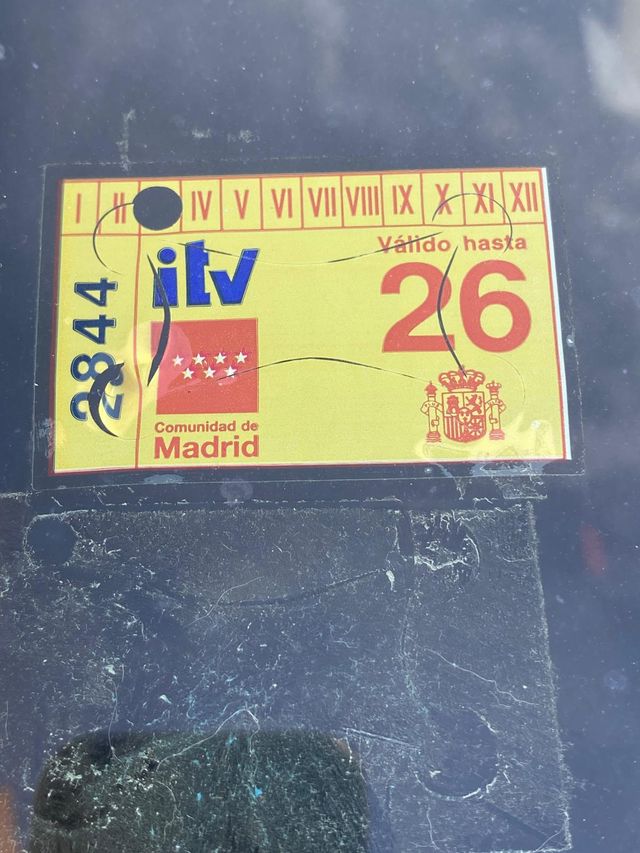 I II IV V VI VII VIII IX X XI XII
Válido hasta
itv
26
2844
Comunidad de
Madrid